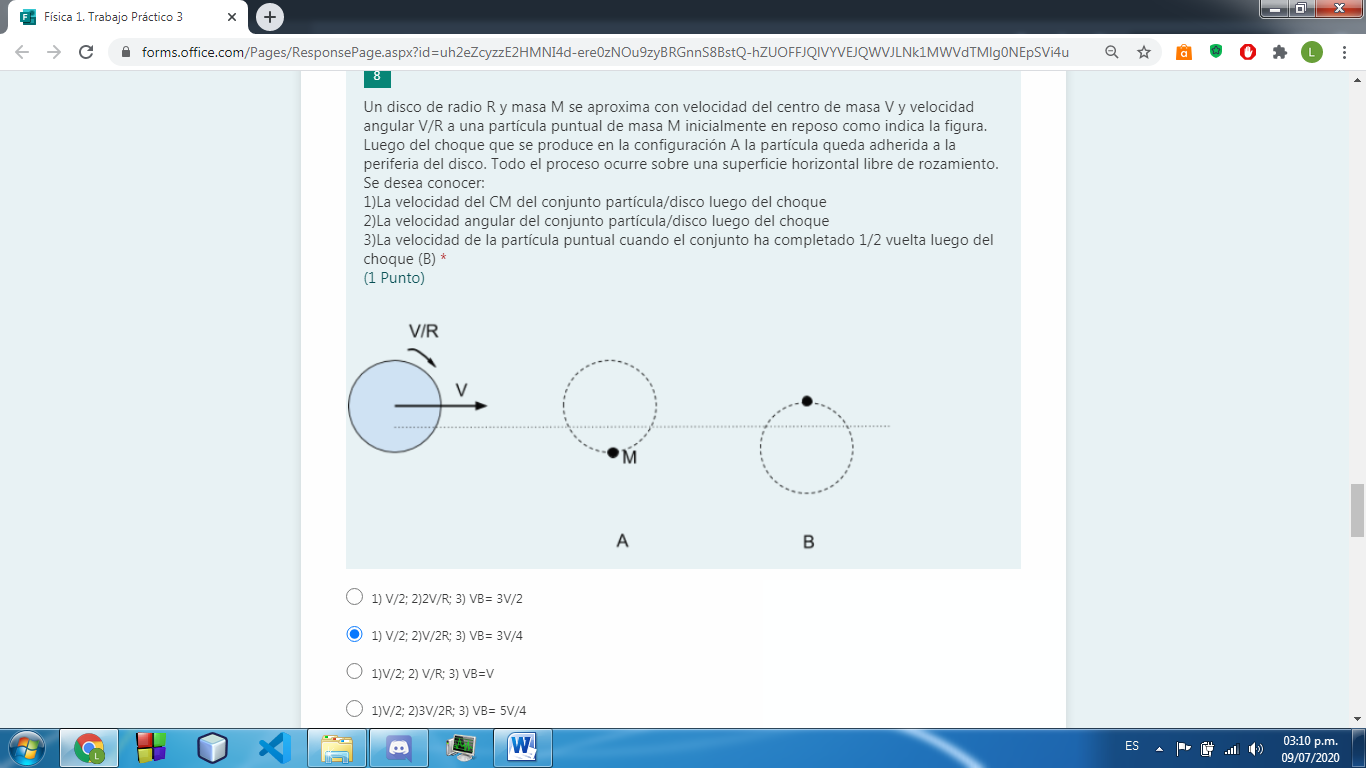 Física 1. Trabajo Práctico 3
forms.office.com/Pages/ResponsePage.aspx?id=uh2eZcyzzE2HMNI4d-ere0zNOu9zyBRGnnS8BstQ-hZUOFFJQlVYVEJQWVJLNk1MWVdTMlg0NEpSVi4u
L
8
Un disco de radio R y masa M se aproxima con velocidad del centro de masa V y velocidad
angular V/R a una partícula puntual de masa M inicialmente en reposo como indica la figura.
Luego del choque que se produce en la configuración A la partícula queda adherida a la
periferia del disco. Todo el proceso ocurre sobre una superficie horizontal libre de rozamiento.
Se desea conocer:
1)La velocidad del CM del conjunto partícula/disco luego del choque
2)La velocidad angular del conjunto partícula/disco luego del choque
3)La velocidad de la partícula puntual cuando el conjunto ha completado 1/2 vuelta luego del
choque (B) *
(1 Punto)
V/R
V
M
A
B
1) V/2; 2)2V/R; 3) VB= 3V/2
1) V/2; 2)V/2R; 3) VB= 3V/4
1)V/2; 2) V/R; 3) VB=V
1)V/2; 2)3V/2R; 3) VB= 5V/4
ES
03:10 p.m.
09/07/2020